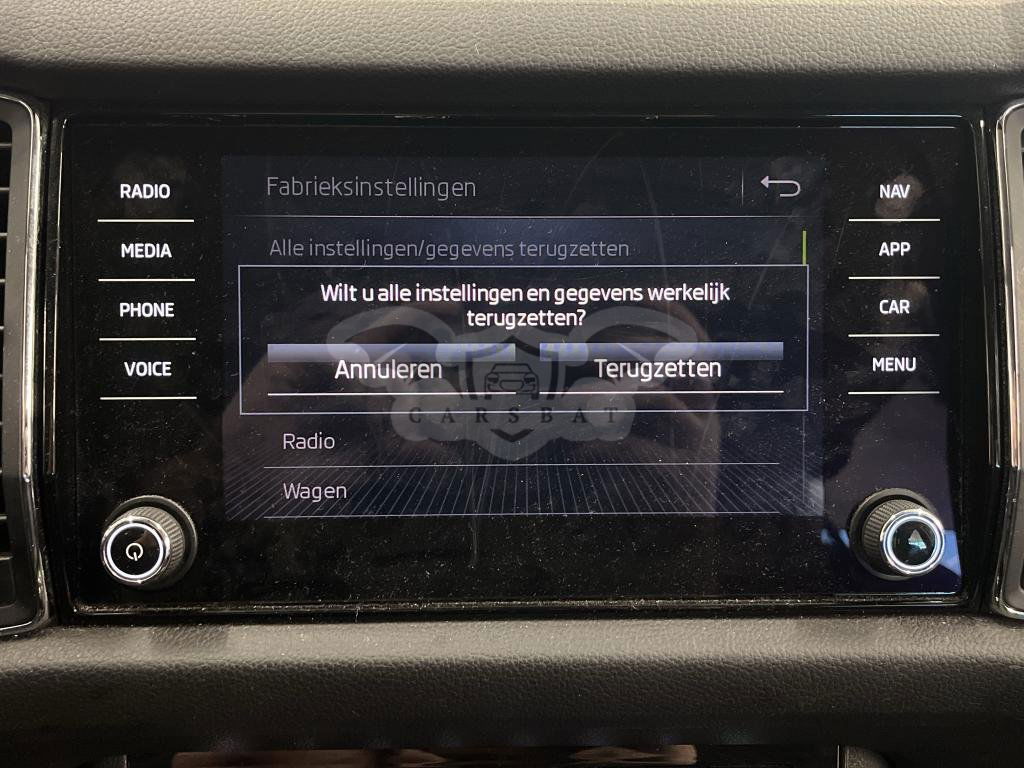 Fabrieksinstellingen
Alle instellingen/gegevens terugzetten
Wilt u alle instellingen en gegevens werkelijk
terugzetten?
Annuleren
Terugzetten
CARSBAT
Radio
Wagen
RADIO
MEDIA
PHONE
VOICE
NAV
APP
CAR
MENU